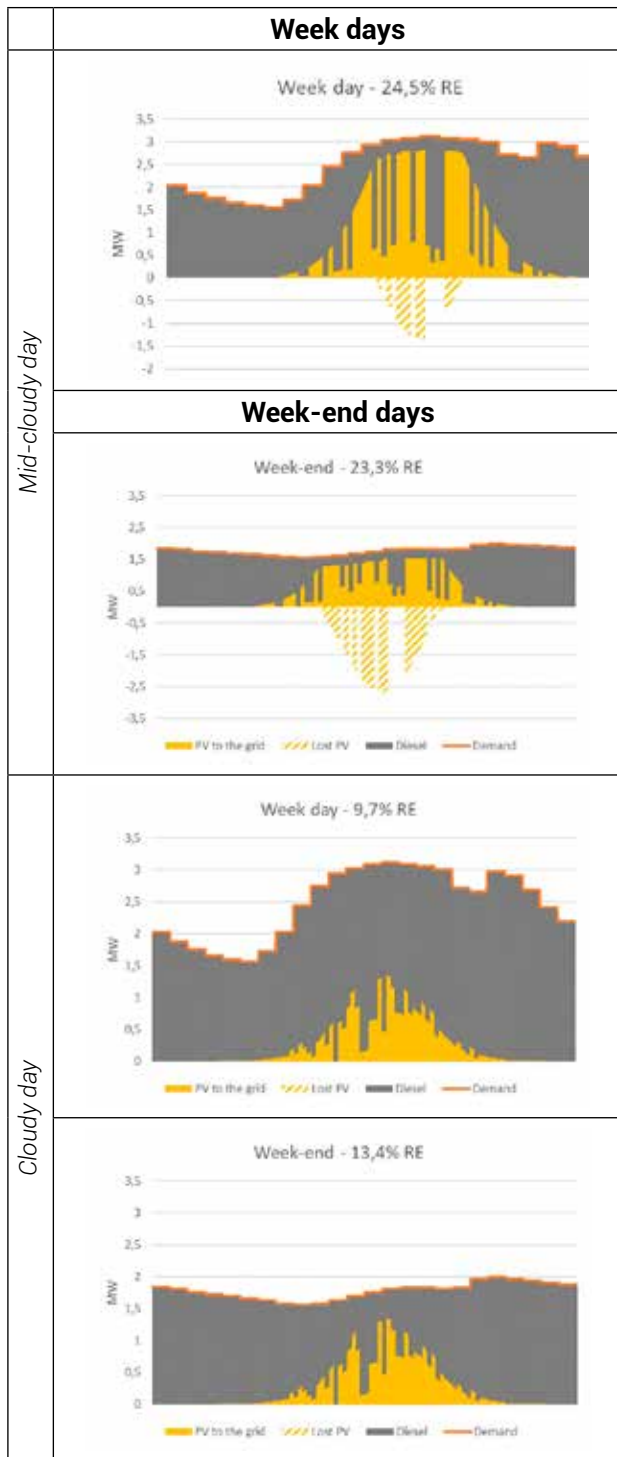 Week days
Mid-cloudy day
Week day - 24,5% RE
3,5
3
2,5
2
1,5
1
0,5
0
0,5
-1
-1,5
-2
MW
Week-end days
Week-end - 23,3% RE
3,5
2,5
1,5
0,5
-0,5
-1,5
-2,5
-3,5
MW
PV to the grid Lost PV Diesel Demand
Cloudy day
Week day - 9,7% RE
3,5
3
2,5
2
1,5
1
0,5
0
MW
PV to the grid Lost PV Diesel Demand
Week-end - 13,4% RE
3,5
3
2,5
2
1,5
1
0,5
0
MW
PV to the grid Lost PV Diesel Demand